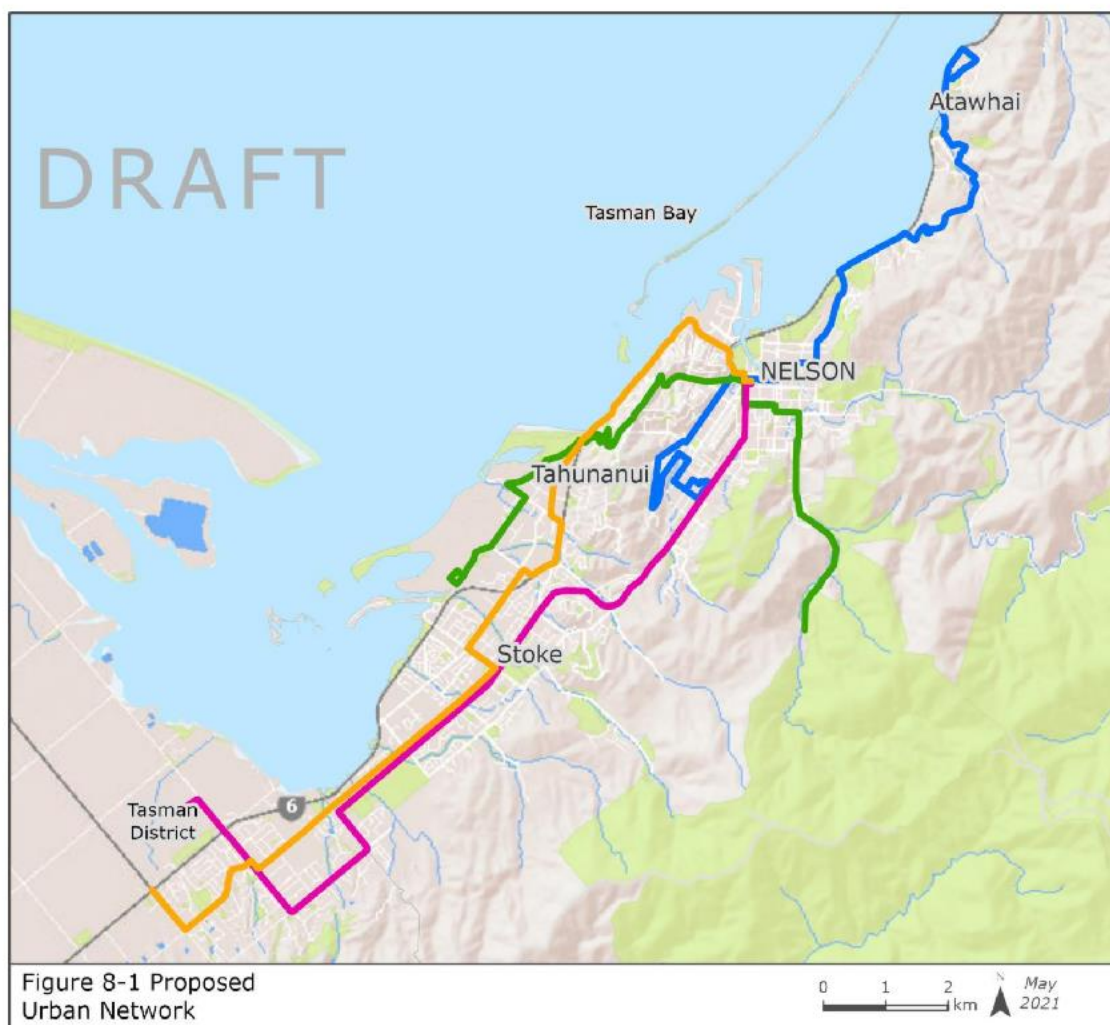 DRAFT
Atawhai
Tasman Bay
NELSON
Tahunanui
Stoke
Tasman
District
6
Figure 8-1 Proposed
Urban Network
0 1 2
km
N
May
2021